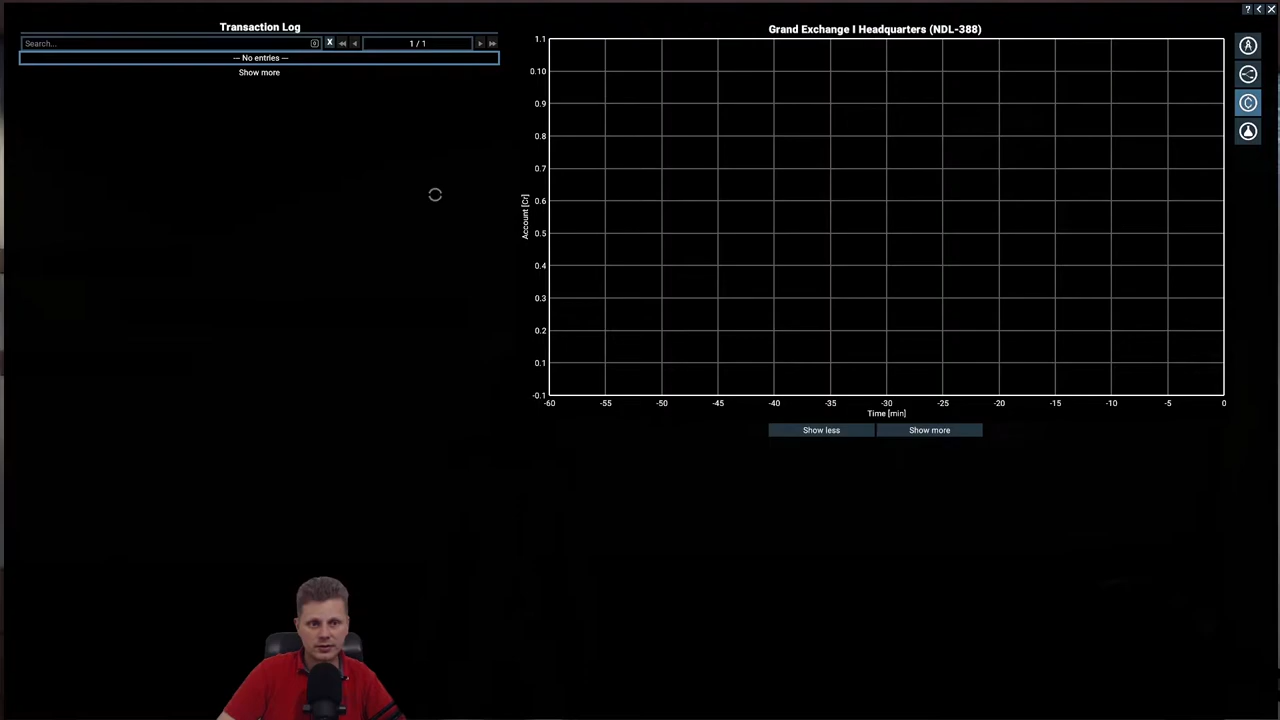 Transaction Log
Search...
X
1 / 1
— No entries —
Show more
Grand Exchange I Headquarters (NDL-388)
?
1.1
0.10
0.9
0.8
0.7
0.6
0.5
0.4
0.3
0.2
0.1
-0.1
Account [Cr]
-60 -55 -50 -45 -40 -35 -30 -25 -20 -15 -10 -5 0
Time [min]
Show less Show more